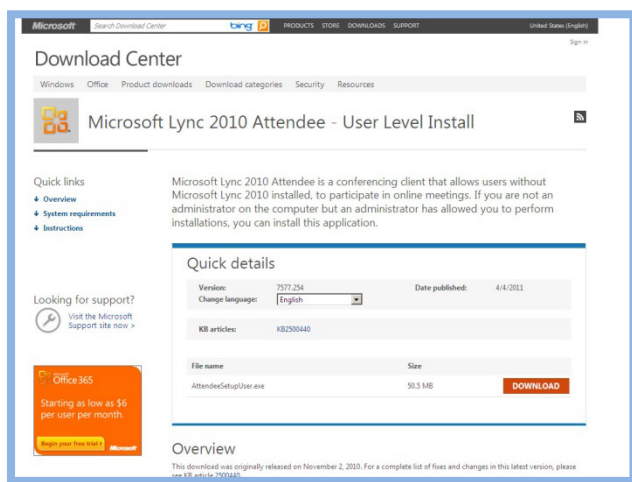 Microsoft Search Download Center bing PRODUCTS STORE DOWNLOADS SUPPORT United States (English)
Sign in
Download Center
Windows Office Product downloads Download categories Security Resources
Microsoft Lync 2010 Attendee - User Level Install
Quick links
Overview
System requirements
Instructions
Microsoft Lync 2010 Attendee is a conferencing client that allows users without
Microsoft Lync 2010 installed, to participate in online meetings. If you are not an
administrator on the computer but an administrator has allowed you to perform
installations, you can install this application.
Looking for support?
Visit the Microsoft
Support site now >
Quick details
Version: 7577.254 Date published: 4/4/2011
Change language: English
KB articles: KB2500440
File name Size
AttendeeSetupUser.exe 50.5 MB DOWNLOAD
Office 365
Starting as low as $6
per user per month.
Begin your free trial > Microsoft
Overview
This download was originally released on November 2, 2010. For a complete list of fixes and changes in this latest version, please
see KB article 2500440.